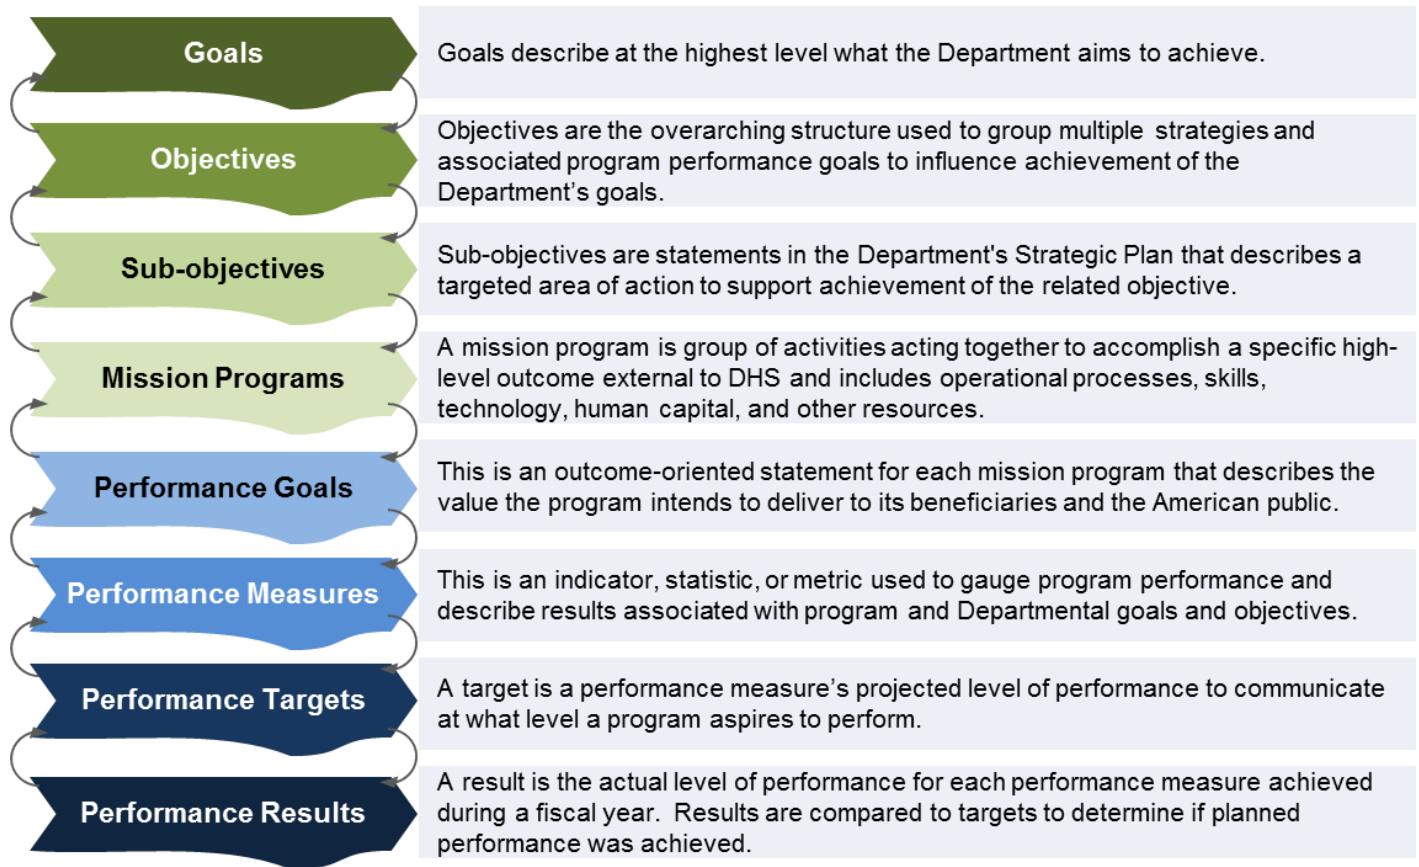 Goals
Goals describe at the highest level what the Department aims to achieve.
Objectives
Objectives are the overarching structure used to group multiple strategies and
associated program performance goals to influence achievement of the
Department’s goals.
Sub-objectives
Sub-objectives are statements in the Department's Strategic Plan that describes a
targeted area of action to support achievement of the related objective.
Mission Programs
A mission program is group of activities acting together to accomplish a specific high-
level outcome external to DHS and includes operational processes, skills,
technology, human capital, and other resources.
Performance Goals
This is an outcome-oriented statement for each mission program that describes the
value the program intends to deliver to its beneficiaries and the American public.
Performance Measures
This is an indicator, statistic, or metric used to gauge program performance and
describe results associated with program and Departmental goals and objectives.
Performance Targets
A target is a performance measure’s projected level of performance to communicate
at what level a program aspires to perform.
Performance Results
A result is the actual level of performance for each performance measure achieved
during a fiscal year.  Results are compared to targets to determine if planned
performance was achieved.